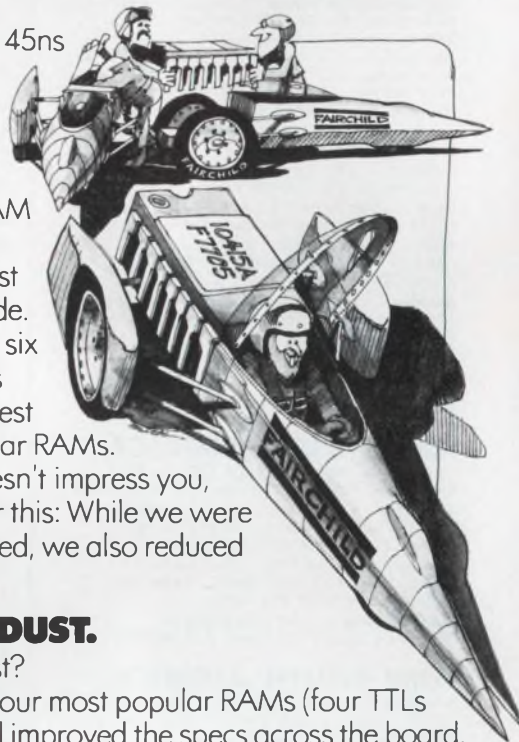 45ns
FAIRCHILD
FAIRCHILD
AM
st
de.
six
s
est
ar RAMs.
esn't impress you,
r this: While we were
ed, we also reduced
10415A
F7705
FAIRCHILD
DUST.
st?
our most popular RAMs (four TTLs
d improved the specs across the board.